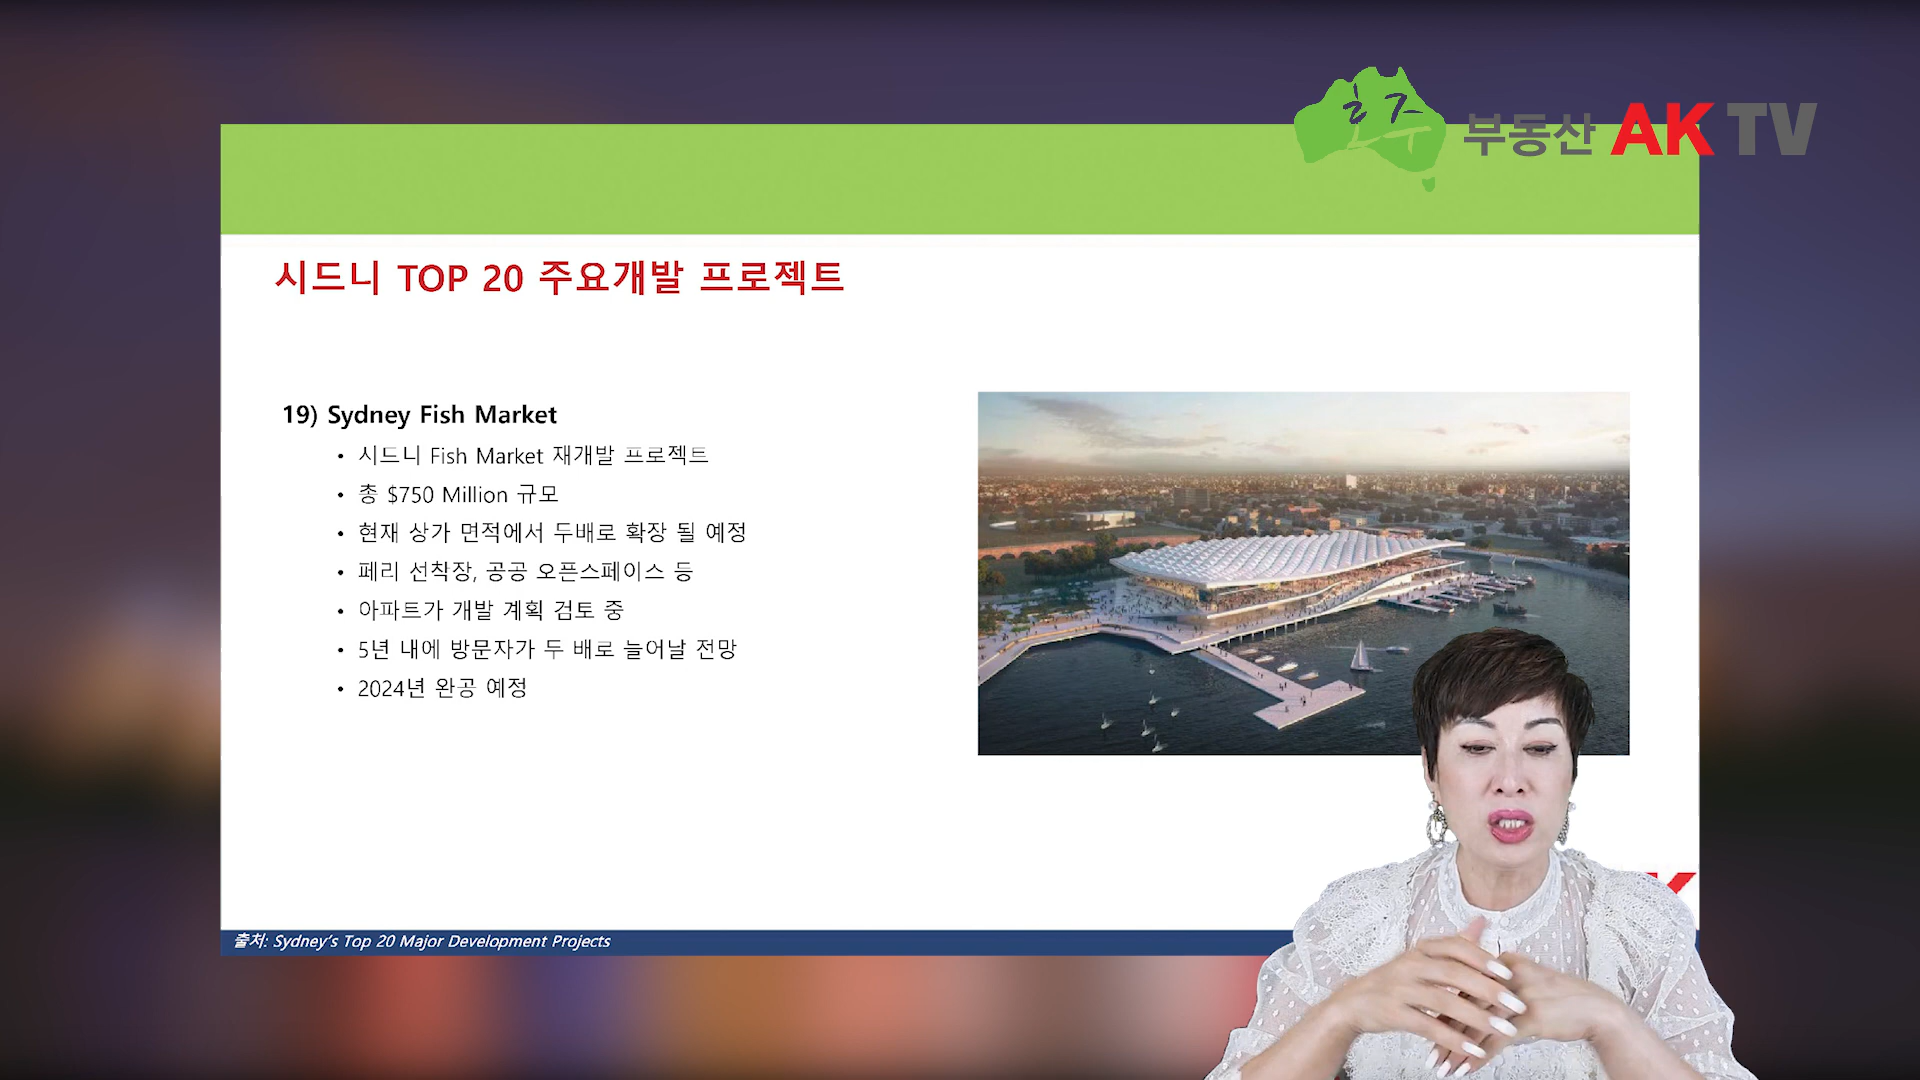 호주 부동산 AK TV
시드니 TOP 20 주요개발 프로젝트
19) Sydney Fish Market
• 시드니 Fish Market 재개발 프로젝트
• 총 $750 Million 규모
• 현재 상가 면적에서 두배로 확장 될 예정
• 페리 선착장, 공공 오픈스페이스 등
• 아파트가 개발 계획 검토 중
• 5년 내에 방문자가 두 배로 늘어날 전망
• 2024년 완공 예정
출처: Sydney's Top 20 Major Development Projects